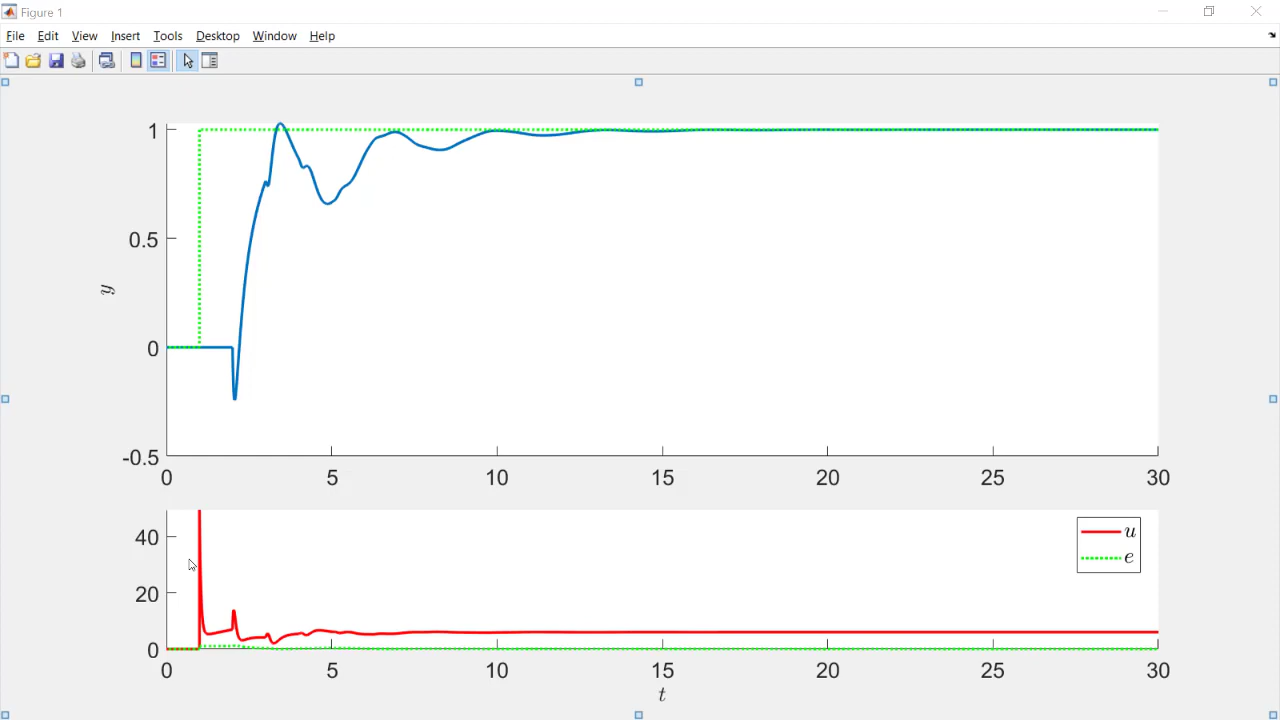 Figure 1
File Edit View Insert Tools Desktop Window Help
1
0.5
0
-0.5
y
0 5 10 15 20 25 30
40
20
0
u
e
0 5 10 15 20 25 30
t